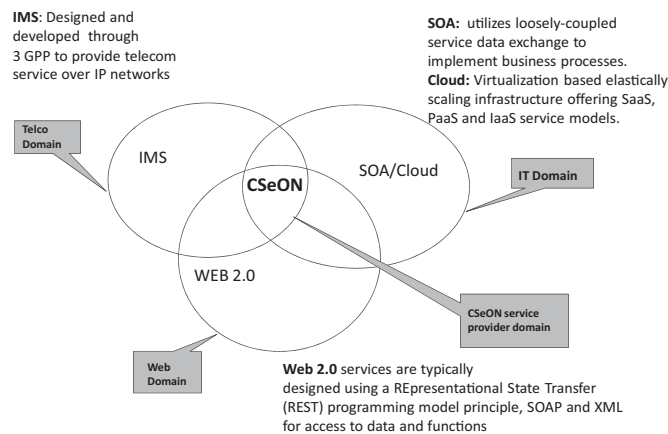 IMS: Designed and
developed through
3 GPP to provide telecom
service over IP networks
SOA: utilizes loosely-coupled
service data exchange to
implement business processes.
Cloud: Virtualization based elastically
scaling infrastructure offering SaaS,
PaaS and IaaS service models.
Telco
Domain
IMS
SOA/Cloud
CSeON
IT Domain
WEB 2.0
CSeON service
provider domain
Web
Domain
Web 2.0 services are typically
designed using a REpresentational State Transfer
(REST) programming model principle, SOAP and XML
for access to data and functions